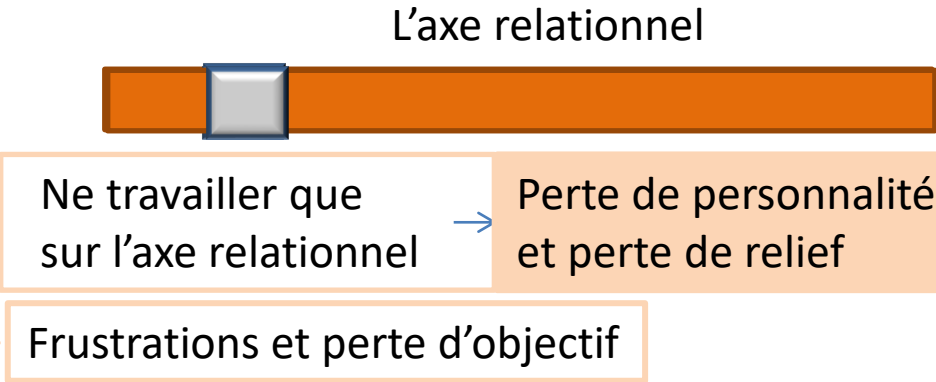 L’axe relationnel
Ne travailler que
sur l’axe relationnel
Perte de personnalité
et perte de relief
Frustrations et perte d’objectif